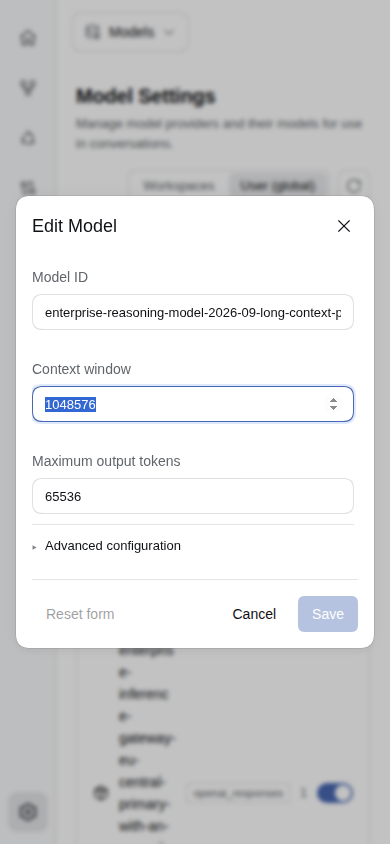 Models
Model Settings
Manage model providers and their models for use
in conversations.
Workspaces User (global)
Edit Model
Model ID
enterprise-reasoning-model-2026-09-long-context-p
Context window
1048576
Maximum output tokens
65536
Advanced configuration
Reset form Cancel Save
e-
inferenc
e-
gateway-
eu-
central-
primary-
with-an-
openai_responses 1